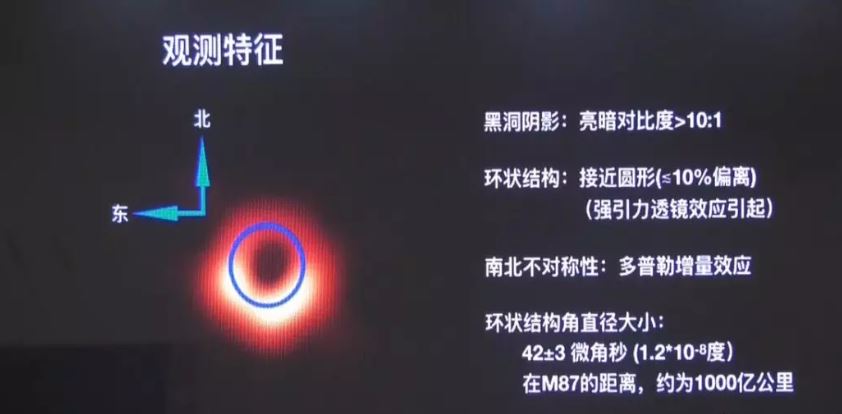 观测特征
北
东
黑洞阴影：亮暗对比度>10:1
环状结构：接近圆形(≲10%偏离)
（强引力透镜效应引起）
南北不对称性：多普勒增量效应
环状结构角直径大小：
42±3 微角秒 (1.2*10-8度）
在M87的距离，约为1000亿公里